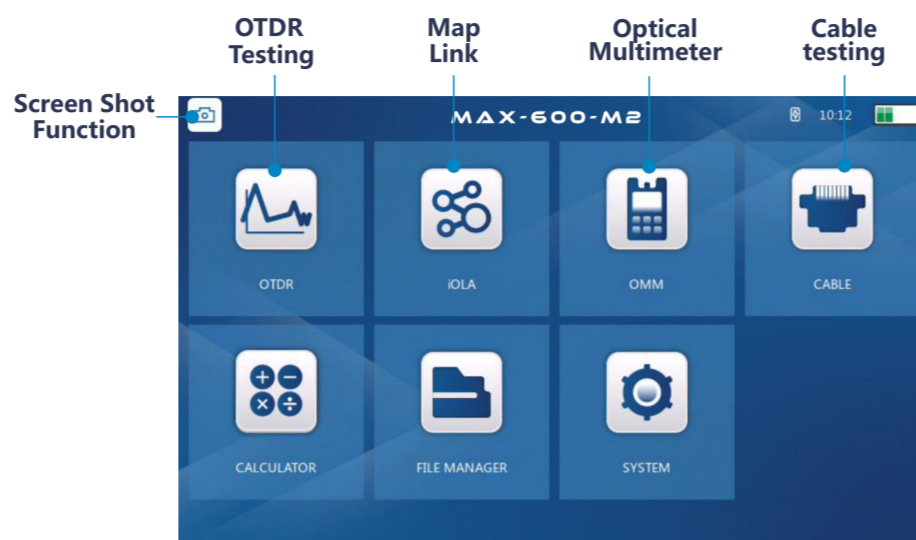 OTDR
Testing
Map
Link
Optical
Multimeter
Cable
testing
Screen Shot
Function
MAX-600-M2
10:12
OTDR
iOLA
OMM
CABLE
CALCULATOR
FILE MANAGER
SYSTEM